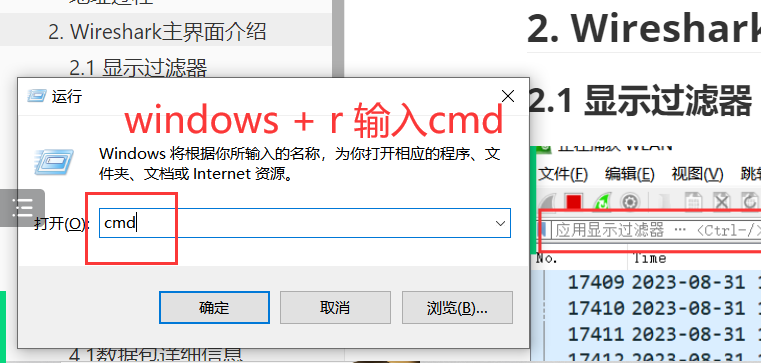 2. Wireshark主界面介绍
2.1 显示过滤器
运行
windows + r 输入cmd
Windows 将根据你所输入的名称，为你打开相应的程序、文
件夹、文档或 Internet 资源。
打开(O):
cmd
确定
取消
浏览(B)...
4.1数据包详细信息
2. Wireshark
2.1 显示过滤器
正在捕获 WLAN
文件(F) 编辑(E) 视图(V)
应用显示过滤器 … <Ctrl-/>
No. Time
17409 2023-08-31 1
17410 2023-08-31 1
17411 2023-08-31 1
17412 2023-08-31 1